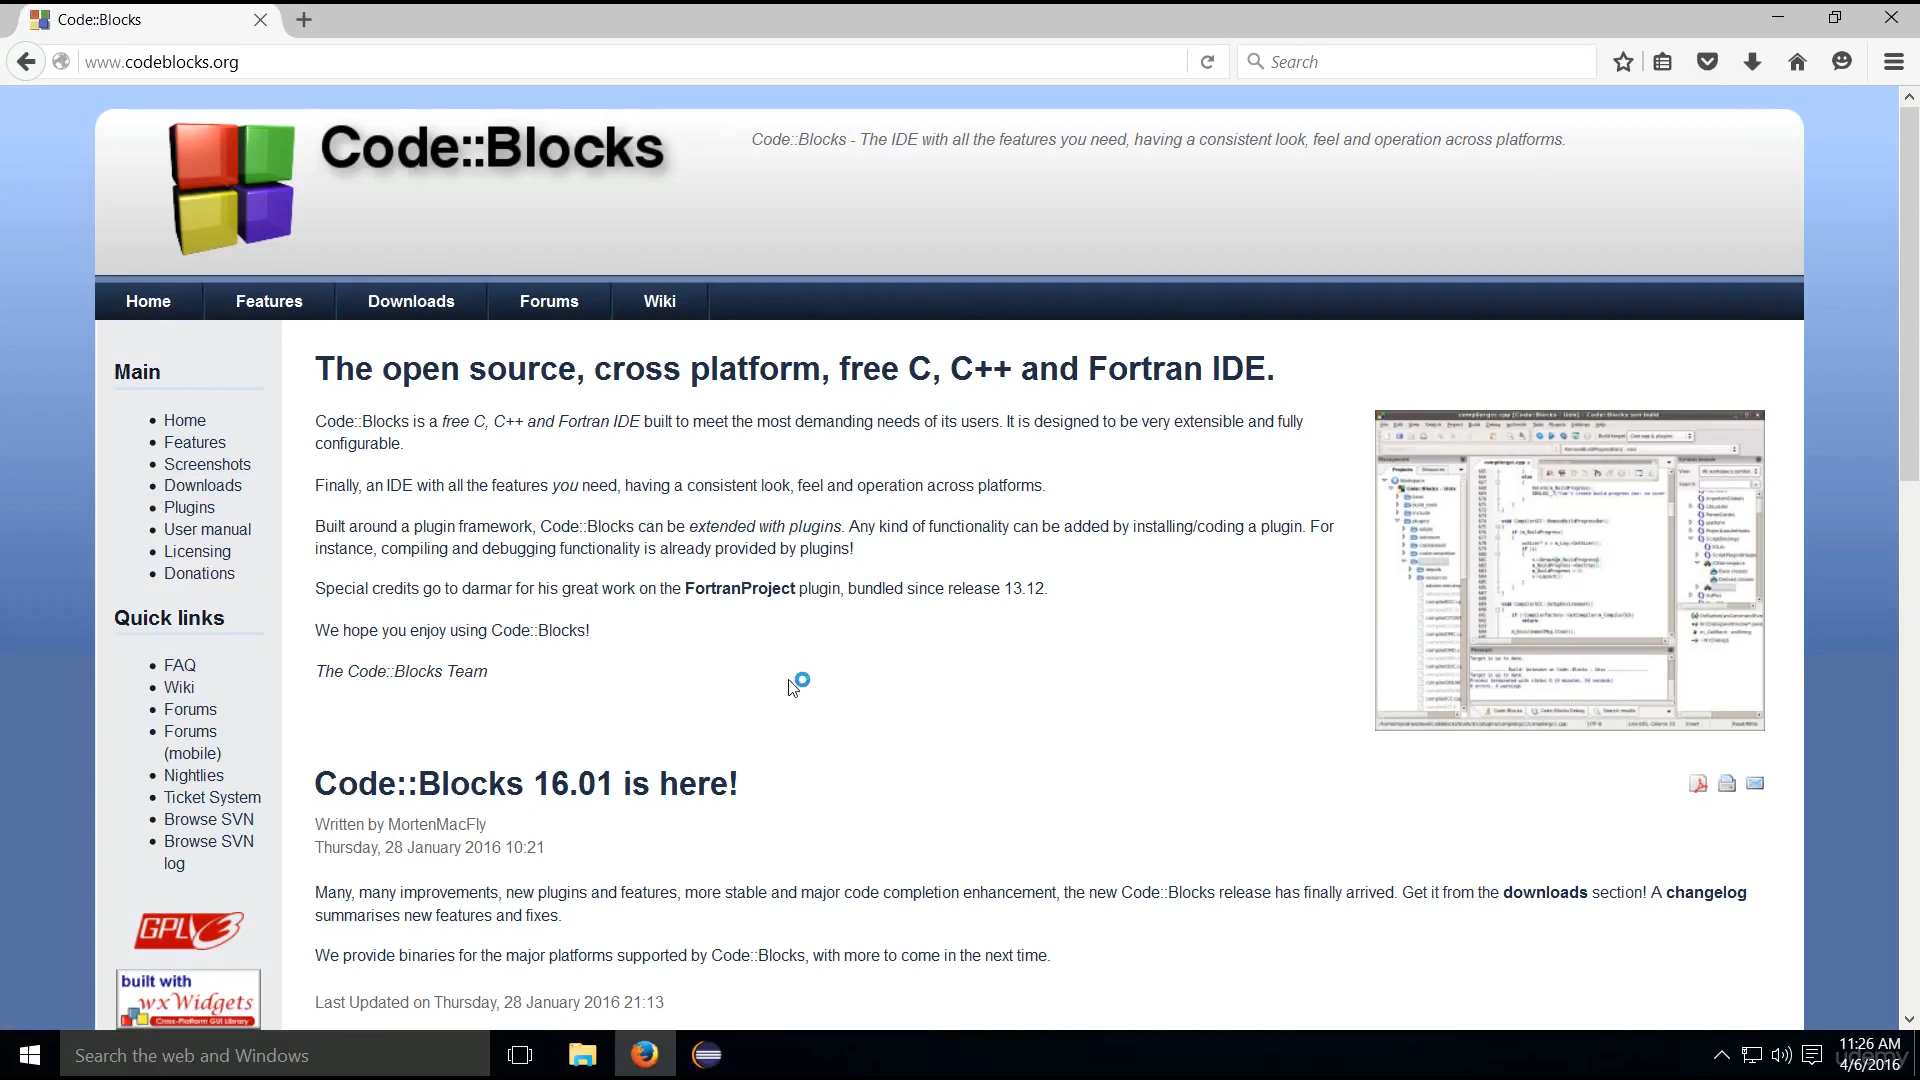 Code::Blocks
www.codeblocks.org
Search
Code::Blocks
Code::Blocks - The IDE with all the features you need, having a consistent look, feel and operation across platforms.
Home Features Downloads Forums Wiki
Main
Home
Features
Screenshots
Downloads
Plugins
User manual
Licensing
Donations
Quick links
FAQ
Wiki
Forums
Forums
(mobile)
Nightlies
Ticket System
Browse SVN
Browse SVN
log
GPLv3
built with
wxWidgets
Cross-Platform GUI Library
The open source, cross platform, free C, C++ and Fortran IDE.
Code::Blocks is a free C, C++ and Fortran IDE built to meet the most demanding needs of its users. It is designed to be very extensible and fully
configurable.
Finally, an IDE with all the features you need, having a consistent look, feel and operation across platforms.
Built around a plugin framework, Code::Blocks can be extended with plugins. Any kind of functionality can be added by installing/coding a plugin. For
instance, compiling and debugging functionality is already provided by plugins!
Special credits go to darmar for his great work on the FortranProject plugin, bundled since release 13.12.
We hope you enjoy using Code::Blocks!
The Code::Blocks Team
Code::Blocks 16.01 is here!
Written by MortenMacFly
Thursday, 28 January 2016 10:21
Many, many improvements, new plugins and features, more stable and major code completion enhancement, the new Code::Blocks release has finally arrived. Get it from the downloads section! A changelog
summarises new features and fixes.
We provide binaries for the major platforms supported by Code::Blocks, with more to come in the next time.
Last Updated on Thursday, 28 January 2016 21:13
Search the web and Windows
11:26 AM
4/6/2016
udemy